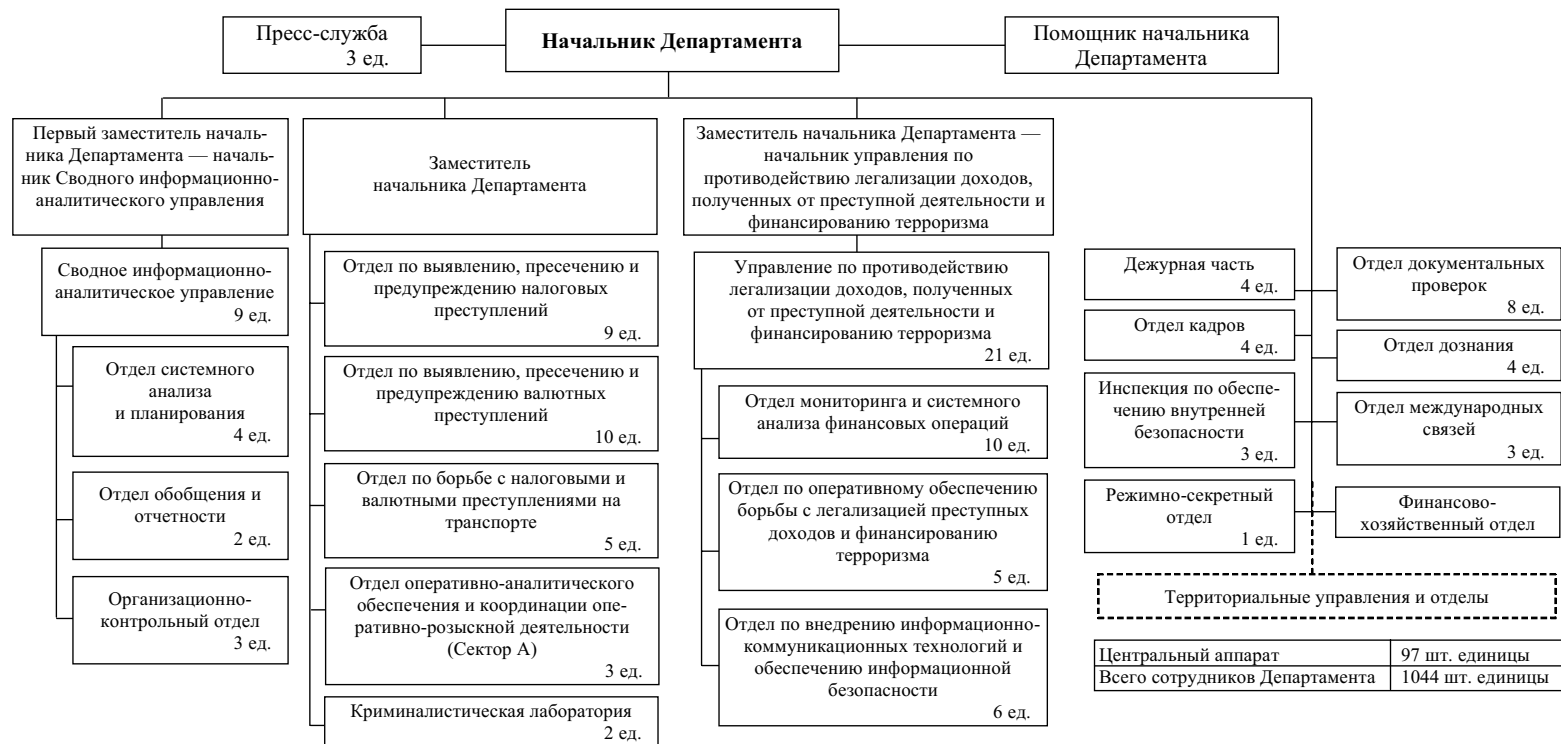 Пресс-служба
3 ед.
Начальник Департамента
Помощник начальника
Департамента
Первый заместитель началь-
ника Департамента — началь-
ник Сводного информационно-
аналитического управления
Заместитель
начальника Департамента
Заместитель начальника Департамента —
начальник управления по
противодействию легализации доходов,
полученных от преступной деятельности и
финансированию терроризма
Сводное информационно-
аналитическое управление
9 ед.
Отдел системного
анализа
и планирования
4 ед.
Отдел обобщения и
отчетности
2 ед.
Организационно-
контрольный отдел
3 ед.
Отдел по выявлению, пресечению и
предупреждению налоговых
преступлений
9 ед.
Отдел по выявлению, пресечению и
предупреждению валютных
преступлений
10 ед.
Отдел по борьбе с налоговыми и
валютными преступлениями на
транспорте
5 ед.
Отдел оперативно-аналитического
обеспечения и координации опе-
ративно-розыскной деятельности
(Сектор А)
3 ед.
Криминалистическая лаборатория
2 ед.
Управление по противодействию
легализации доходов, полученных
от преступной деятельности и
финансированию терроризма
21 ед.
Отдел мониторинга и системного
анализа финансовых операций
10 ед.
Отдел по оперативному обеспечению
борьбы с легализацией преступных
доходов и финансированию
терроризма
5 ед.
Отдел по внедрению информационно-
коммуникационных технологий и
обеспечению информационной
безопасности
6 ед.
Дежурная часть
4 ед.
Отдел кадров
4 ед.
Инспекция по обеспе-
чению внутренней
безопасности
3 ед.
Режимно-секретный
отдел
1 ед.
Отдел документальных
проверок
8 ед.
Отдел дознания
4 ед.
Отдел международных
связей
3 ед.
Финансово-
хозяйственный отдел
Территориальные управления и отделы
Центральный аппарат 97 шт. единицы
Всего сотрудников Департамента 1044 шт. единицы